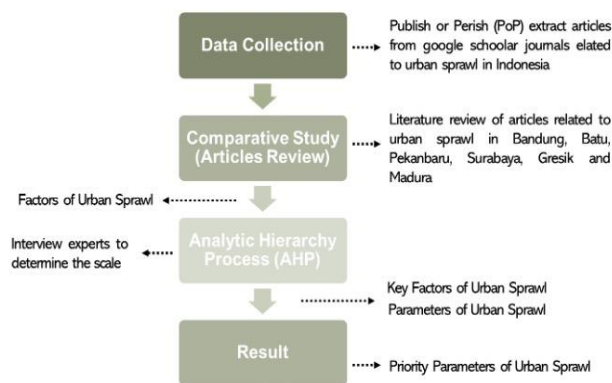 Data Collection
Publish or Perish (PoP) extract articles
from google schoolar journals elated
to urban sprawl in Indonesia
Comparative Study
(Articles Review)
Literature review of articles related to
urban sprawl in Bandung, Batu,
Pekanbaru, Surabaya, Gresik and
Madura
Factors of Urban Sprawl
Interview experts to
determine the scale
Analytic Hierarchy
Process (AHP)
Key Factors of Urban Sprawl
Parameters of Urban Sprawl
Result
Priority Parameters of Urban Sprawl